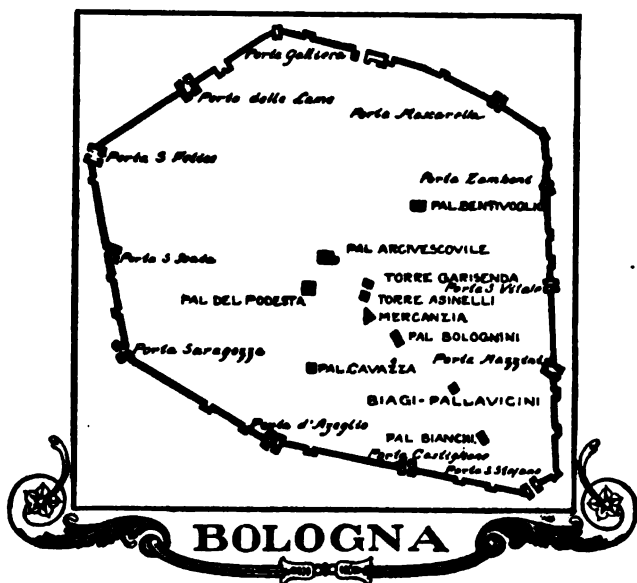 Porta Galliera
Porta delle Lame
Porta Mascarella
Porta S Felice
Porta Zamboni
PAL.BENTIVOGLIO
Porta S Isaia
PAL ARCIVESCOVILE
TORRE GARISENDA
Porta S Vitale
PAL DEL PODESTA
TORRE ASINELLI
MERCANZIA
PAL BOLOGNINI
Porta Saragozza
Porta Mazzini
PAL.CAVAZZA
BIAGI-PALLAVICINI
Porta d'Azeglio
PAL BIANCHI
Porta Castiglione
Porta S Stefano
BOLOGNA